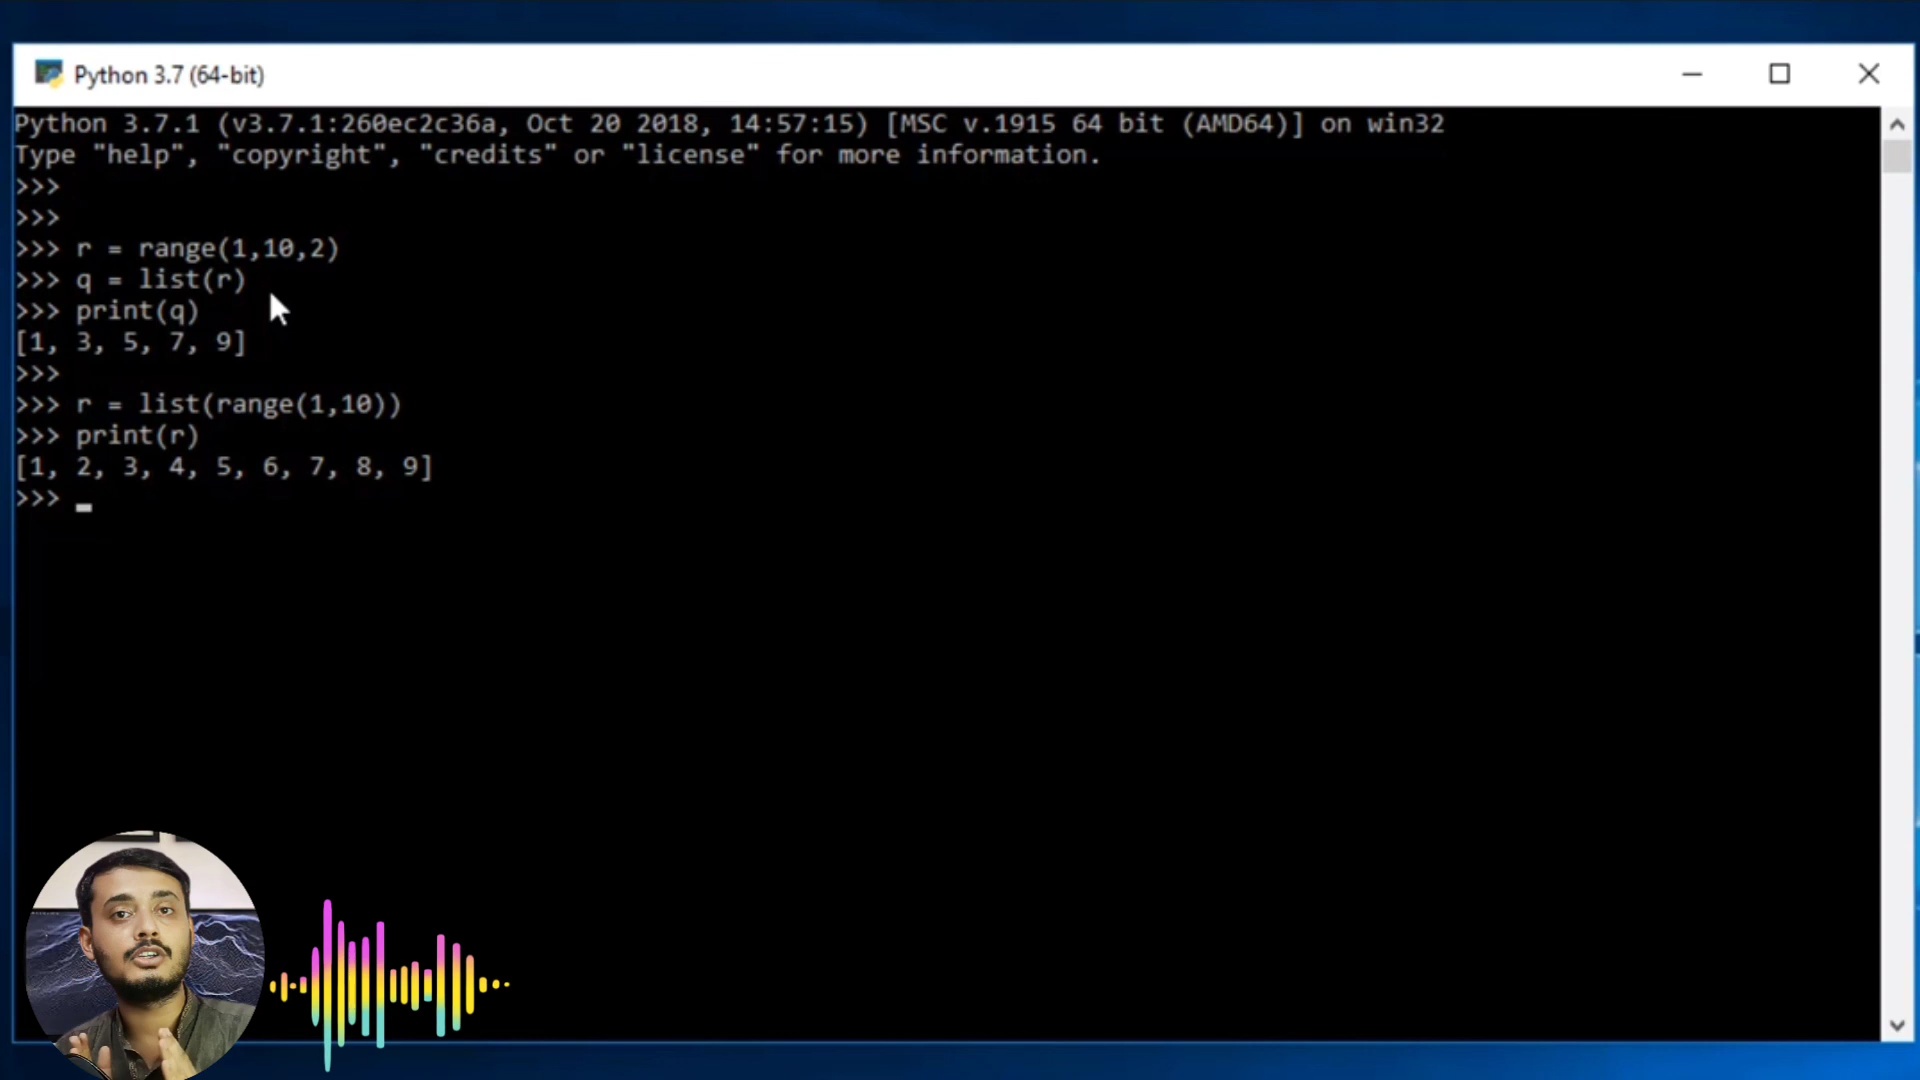 Python 3.7 (64-bit)
Python 3.7.1 (v3.7.1:260ec2c36a, Oct 20 2018, 14:57:15) [MSC v.1915 64 bit (AMD64)] on win32
Type "help", "copyright", "credits" or "license" for more information.
>>>
>>>
>>> r = range(1,10,2)
>>> q = list(r)
>>> print(q)
[1, 3, 5, 7, 9]
>>>
>>> r = list(range(1,10))
>>> print(r)
[1, 2, 3, 4, 5, 6, 7, 8, 9]
>>> _